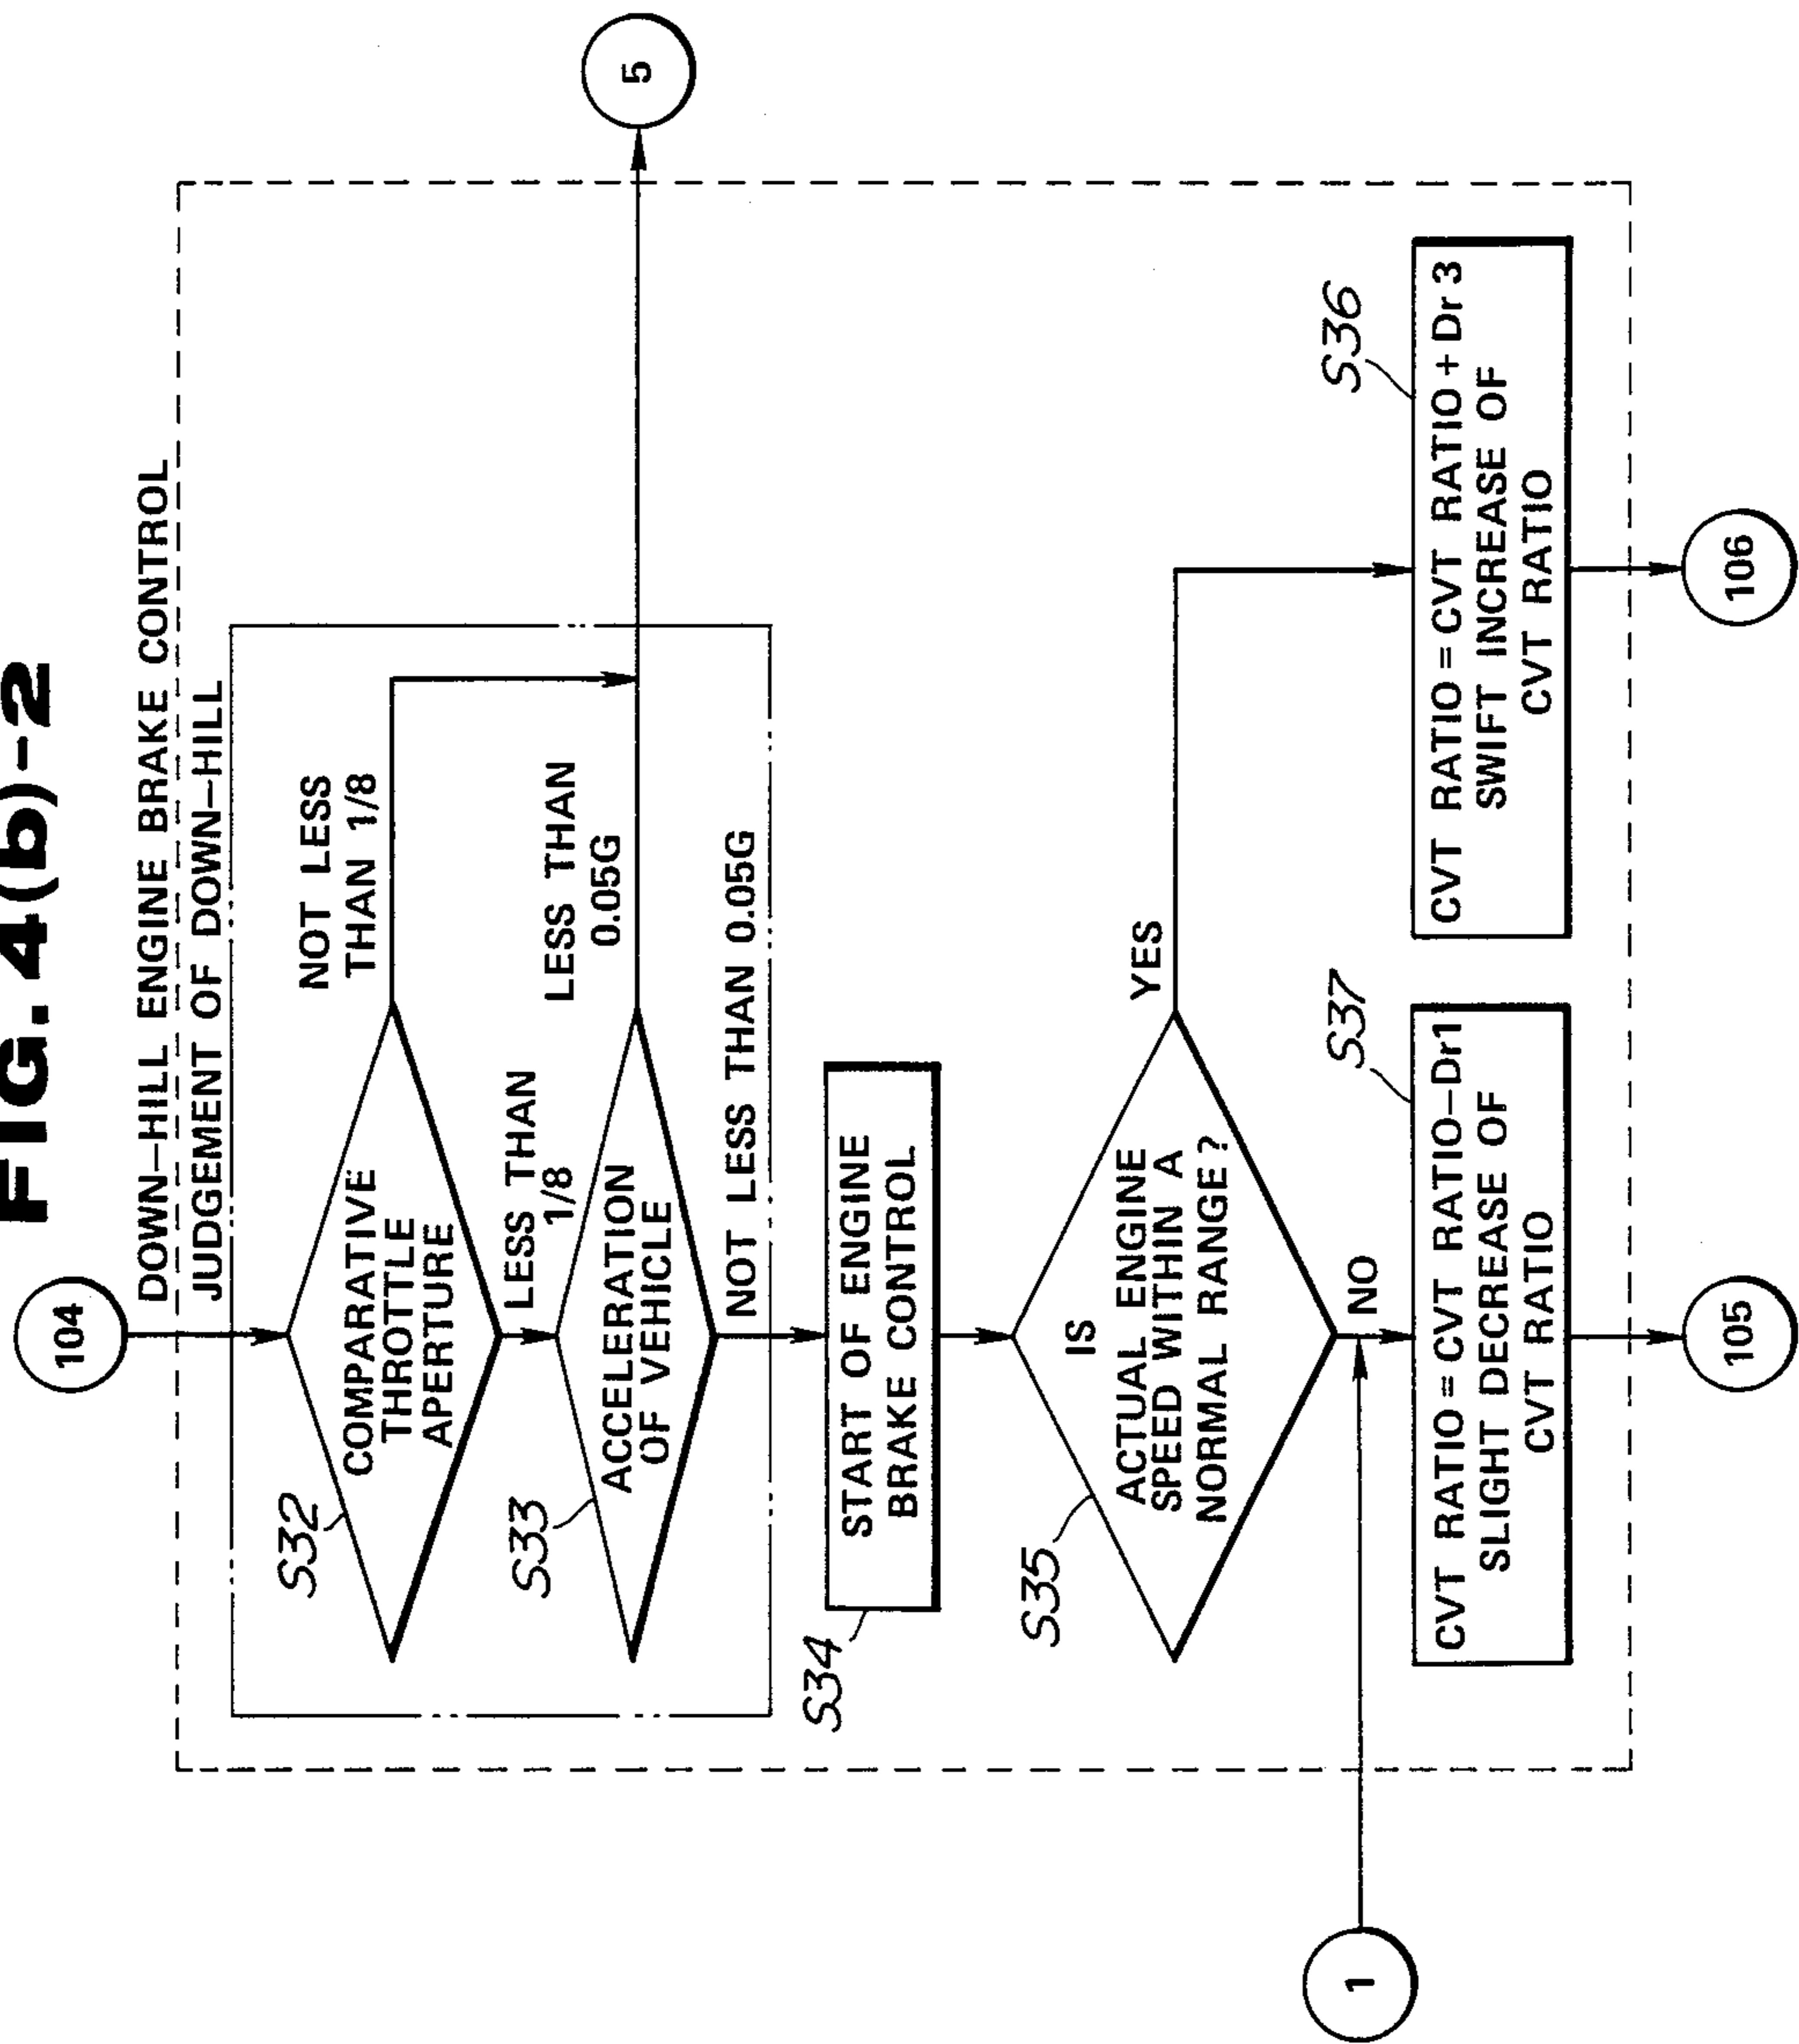 FIG.4(b)-2
104
DOWN-HILL ENGINE BRAKE CONTROL
JUDGEMENT OF DOWN-HILL
S32
COMPARATIVE
THROTTLE
APERTURE
NOT LESS
THAN 1/8
LESS THAN
1/8
S33
ACCELERATION
OF VEHICLE
LESS THAN
0.05G
5
NOT LESS THAN 0.05G
S34
START OF ENGINE
BRAKE CONTROL
S35
IS
ACTUAL ENGINE
SPEED WITHIN A
NORMAL RANGE?
YES
NO
1
S37
CVT RATIO=CVT RATIO-Dr1
SLIGHT DECREASE OF
CVT RATIO
S36
CVT RATIO=CVT RATIO+Dr3
SWIFT INCREASE OF
CVT RATIO
105
106